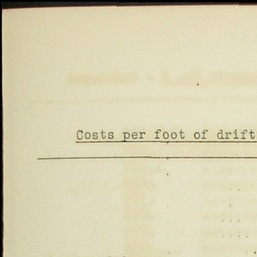 Costs per foot of drift